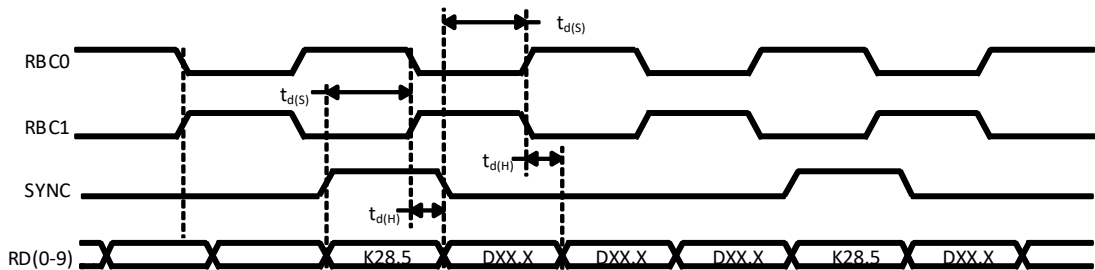 t_d(S)
RBC0
t_d(S)
RBC1
t_d(H)
SYNC
t_d(H)
RD(0-9) K28.5 DXX.X DXX.X DXX.X K28.5 DXX.X